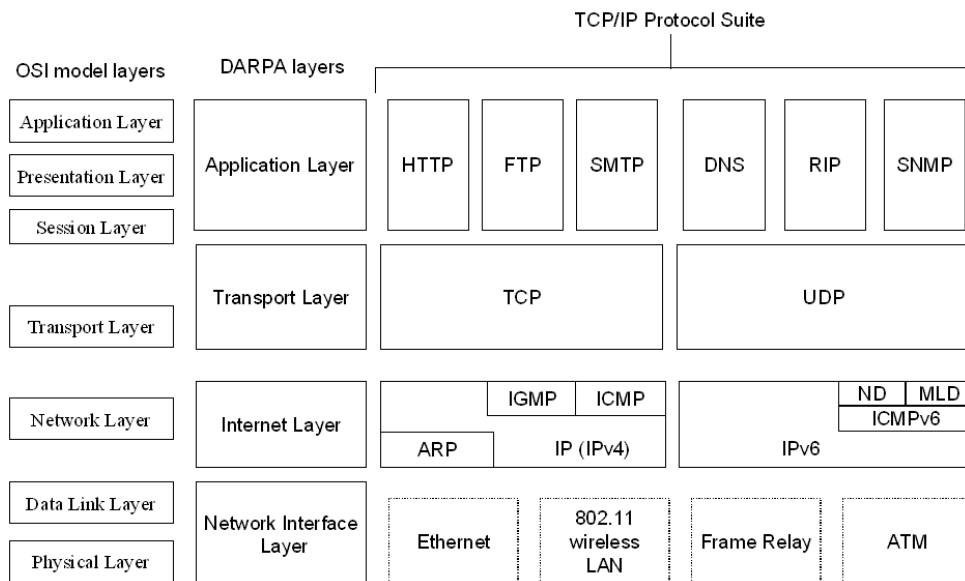 TCP/IP Protocol Suite
OSI model layers
DARPA layers
Application Layer
Presentation Layer
Session Layer
Application Layer
HTTP
FTP
SMTP
DNS
RIP
SNMP
Transport Layer
Transport Layer
TCP
UDP
Network Layer
Internet Layer
IGMP
ICMP
ARP
IP (IPv4)
ND
MLD
ICMPv6
IPv6
Data Link Layer
Physical Layer
Network Interface
Layer
Ethernet
802.11
wireless
LAN
Frame Relay
ATM